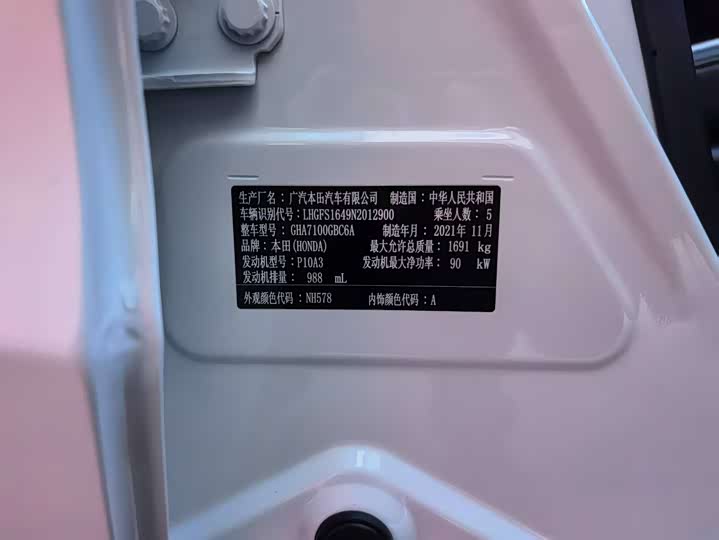 生产厂名：广汽本田汽车有限公司 制造国：中华人民共和国
车辆识别代号：LHGFS1649N2012900 乘坐人数：5
整车型号：GHA7100GBC6A 制造年月：2021年 11月
品牌：本田(HONDA) 最大允许总质量：1691 kg
发动机型号：P10A3 发动机最大净功率：90 kW
发动机排量：988 mL
外观颜色代码：NH578 内饰颜色代码：A